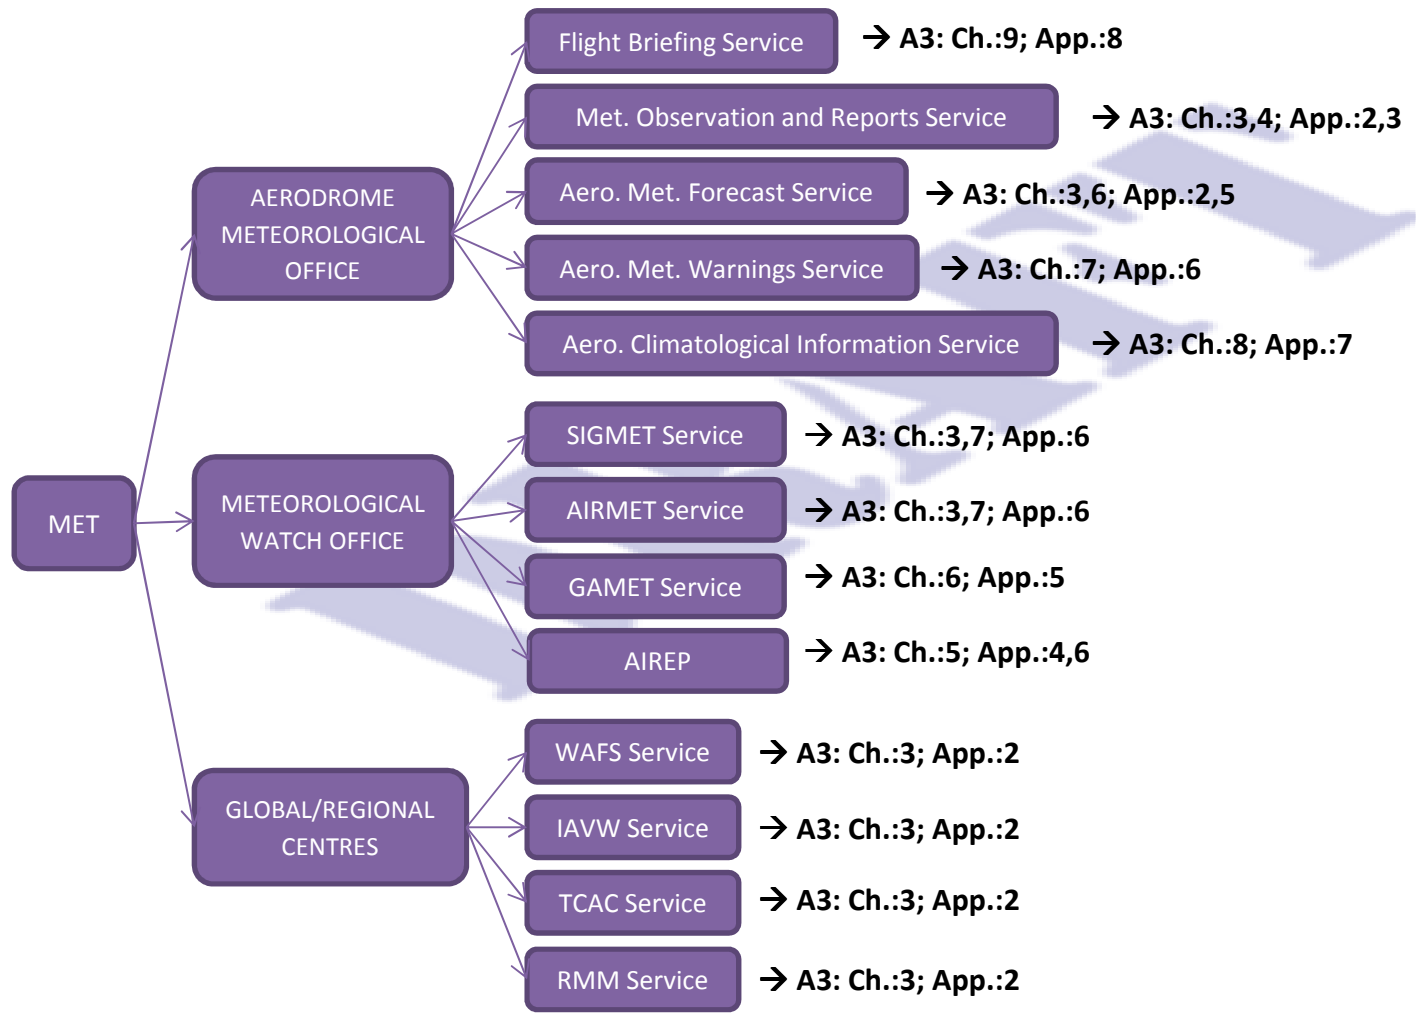 Flight Briefing Service
→ A3: Ch.:9; App.:8
Met. Observation and Reports Service
→ A3: Ch.:3,4; App.:2,3
AERODROME
METEOROLOGICAL
OFFICE
Aero. Met. Forecast Service
→ A3: Ch.:3,6; App.:2,5
Aero. Met. Warnings Service
→ A3: Ch.:7; App.:6
Aero. Climatological Information Service
→ A3: Ch.:8; App.:7
MET
METEOROLOGICAL
WATCH OFFICE
SIGMET Service
→ A3: Ch.:3,7; App.:6
AIRMET Service
→ A3: Ch.:3,7; App.:6
GAMET Service
→ A3: Ch.:6; App.:5
AIREP
→ A3: Ch.:5; App.:4,6
GLOBAL/REGIONAL
CENTRES
WAFS Service
→ A3: Ch.:3; App.:2
IAVW Service
→ A3: Ch.:3; App.:2
TCAC Service
→ A3: Ch.:3; App.:2
RMM Service
→ A3: Ch.:3; App.:2